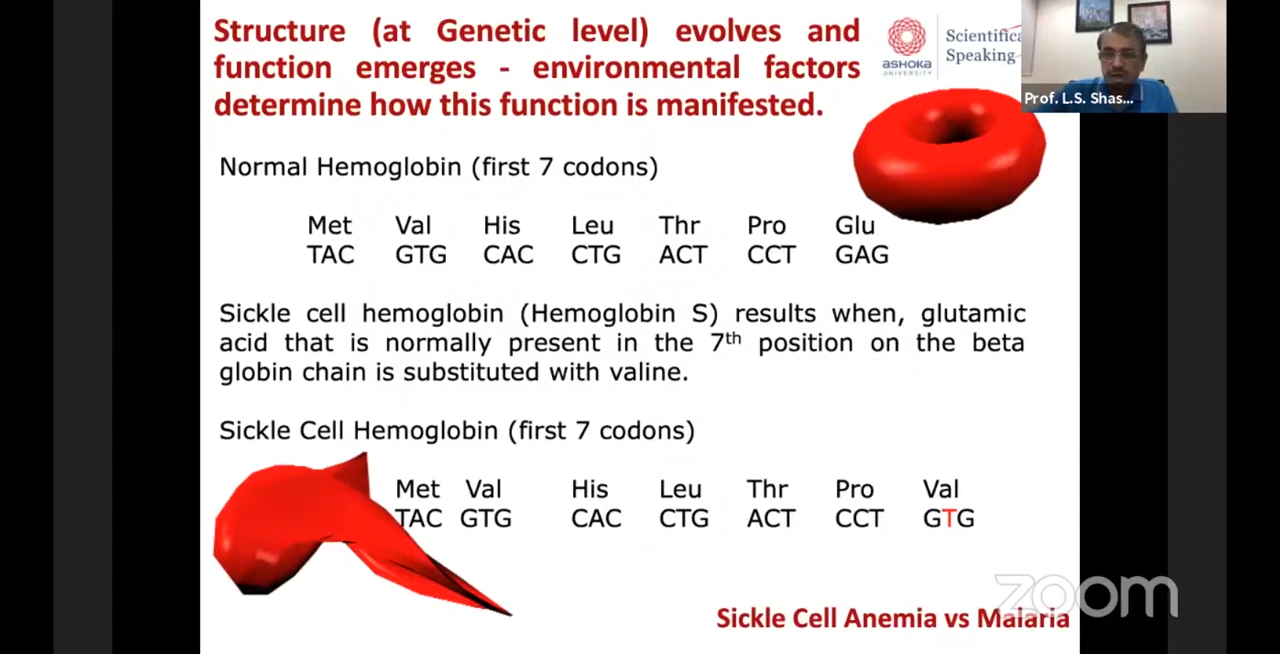 Structure (at Genetic level) evolves and
function emerges - environmental factors
determine how this function is manifested.
ASHOKA
UNIVERSITY
Scientifica
Speaking
Prof. L.S. Shas...
Normal Hemoglobin (first 7 codons)
Met Val His Leu Thr Pro Glu
TAC GTG CAC CTG ACT CCT GAG
Sickle cell hemoglobin (Hemoglobin S) results when, glutamic
acid that is normally present in the 7th position on the beta
globin chain is substituted with valine.
Sickle Cell Hemoglobin (first 7 codons)
Met Val His Leu Thr Pro Val
TAC GTG CAC CTG ACT CCT GTG
zoom
Sickle Cell Anemia vs Malaria